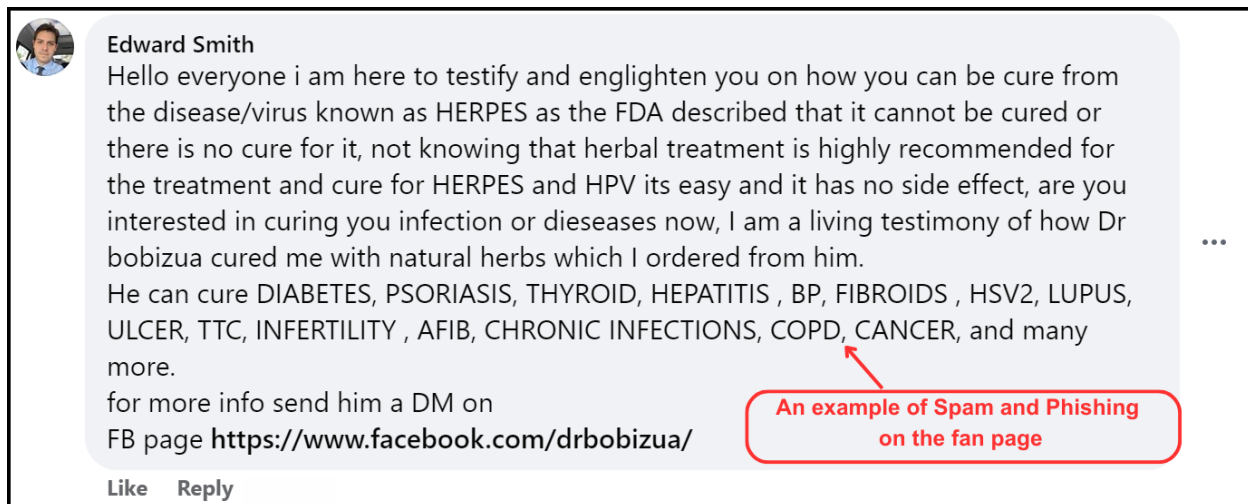 Edward Smith
Hello everyone i am here to testify and englighten you on how you can be cure from
the disease/virus known as HERPES as the FDA described that it cannot be cured or
there is no cure for it, not knowing that herbal treatment is highly recommended for
the treatment and cure for HERPES and HPV its easy and it has no side effect, are you
interested in curing you infection or dieseases now, I am a living testimony of how Dr
bobizua cured me with natural herbs which I ordered from him.
He can cure DIABETES, PSORIASIS, THYROID, HEPATITIS , BP, FIBROIDS , HSV2, LUPUS,
ULCER, TTC, INFERTILITY , AFIB, CHRONIC INFECTIONS, COPD, CANCER, and many
more.
for more info send him a DM on
FB page https://www.facebook.com/drbobizua/
An example of Spam and Phishing
on the fan page
Like Reply